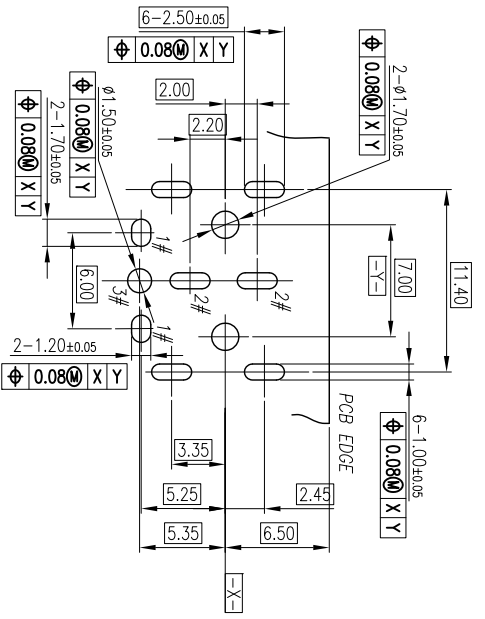 6-2.50±0.05
⌖ 0.08Ⓜ X Y
2.00
2.20
2-ø1.70±0.05
⌖ 0.08Ⓜ X Y
ø1.50±0.05
⌖ 0.08Ⓜ X Y
2-1.70±0.05
⌖ 0.08Ⓜ X Y
11.40
7.00
-Y-
6.00
1#
2#
2#
3#
1#
2-1.20±0.05
⌖ 0.08Ⓜ X Y
PCB EDGE
6-1.00±0.05
⌖ 0.08Ⓜ X Y
3.35
5.25
2.45
5.35
6.50
-X-